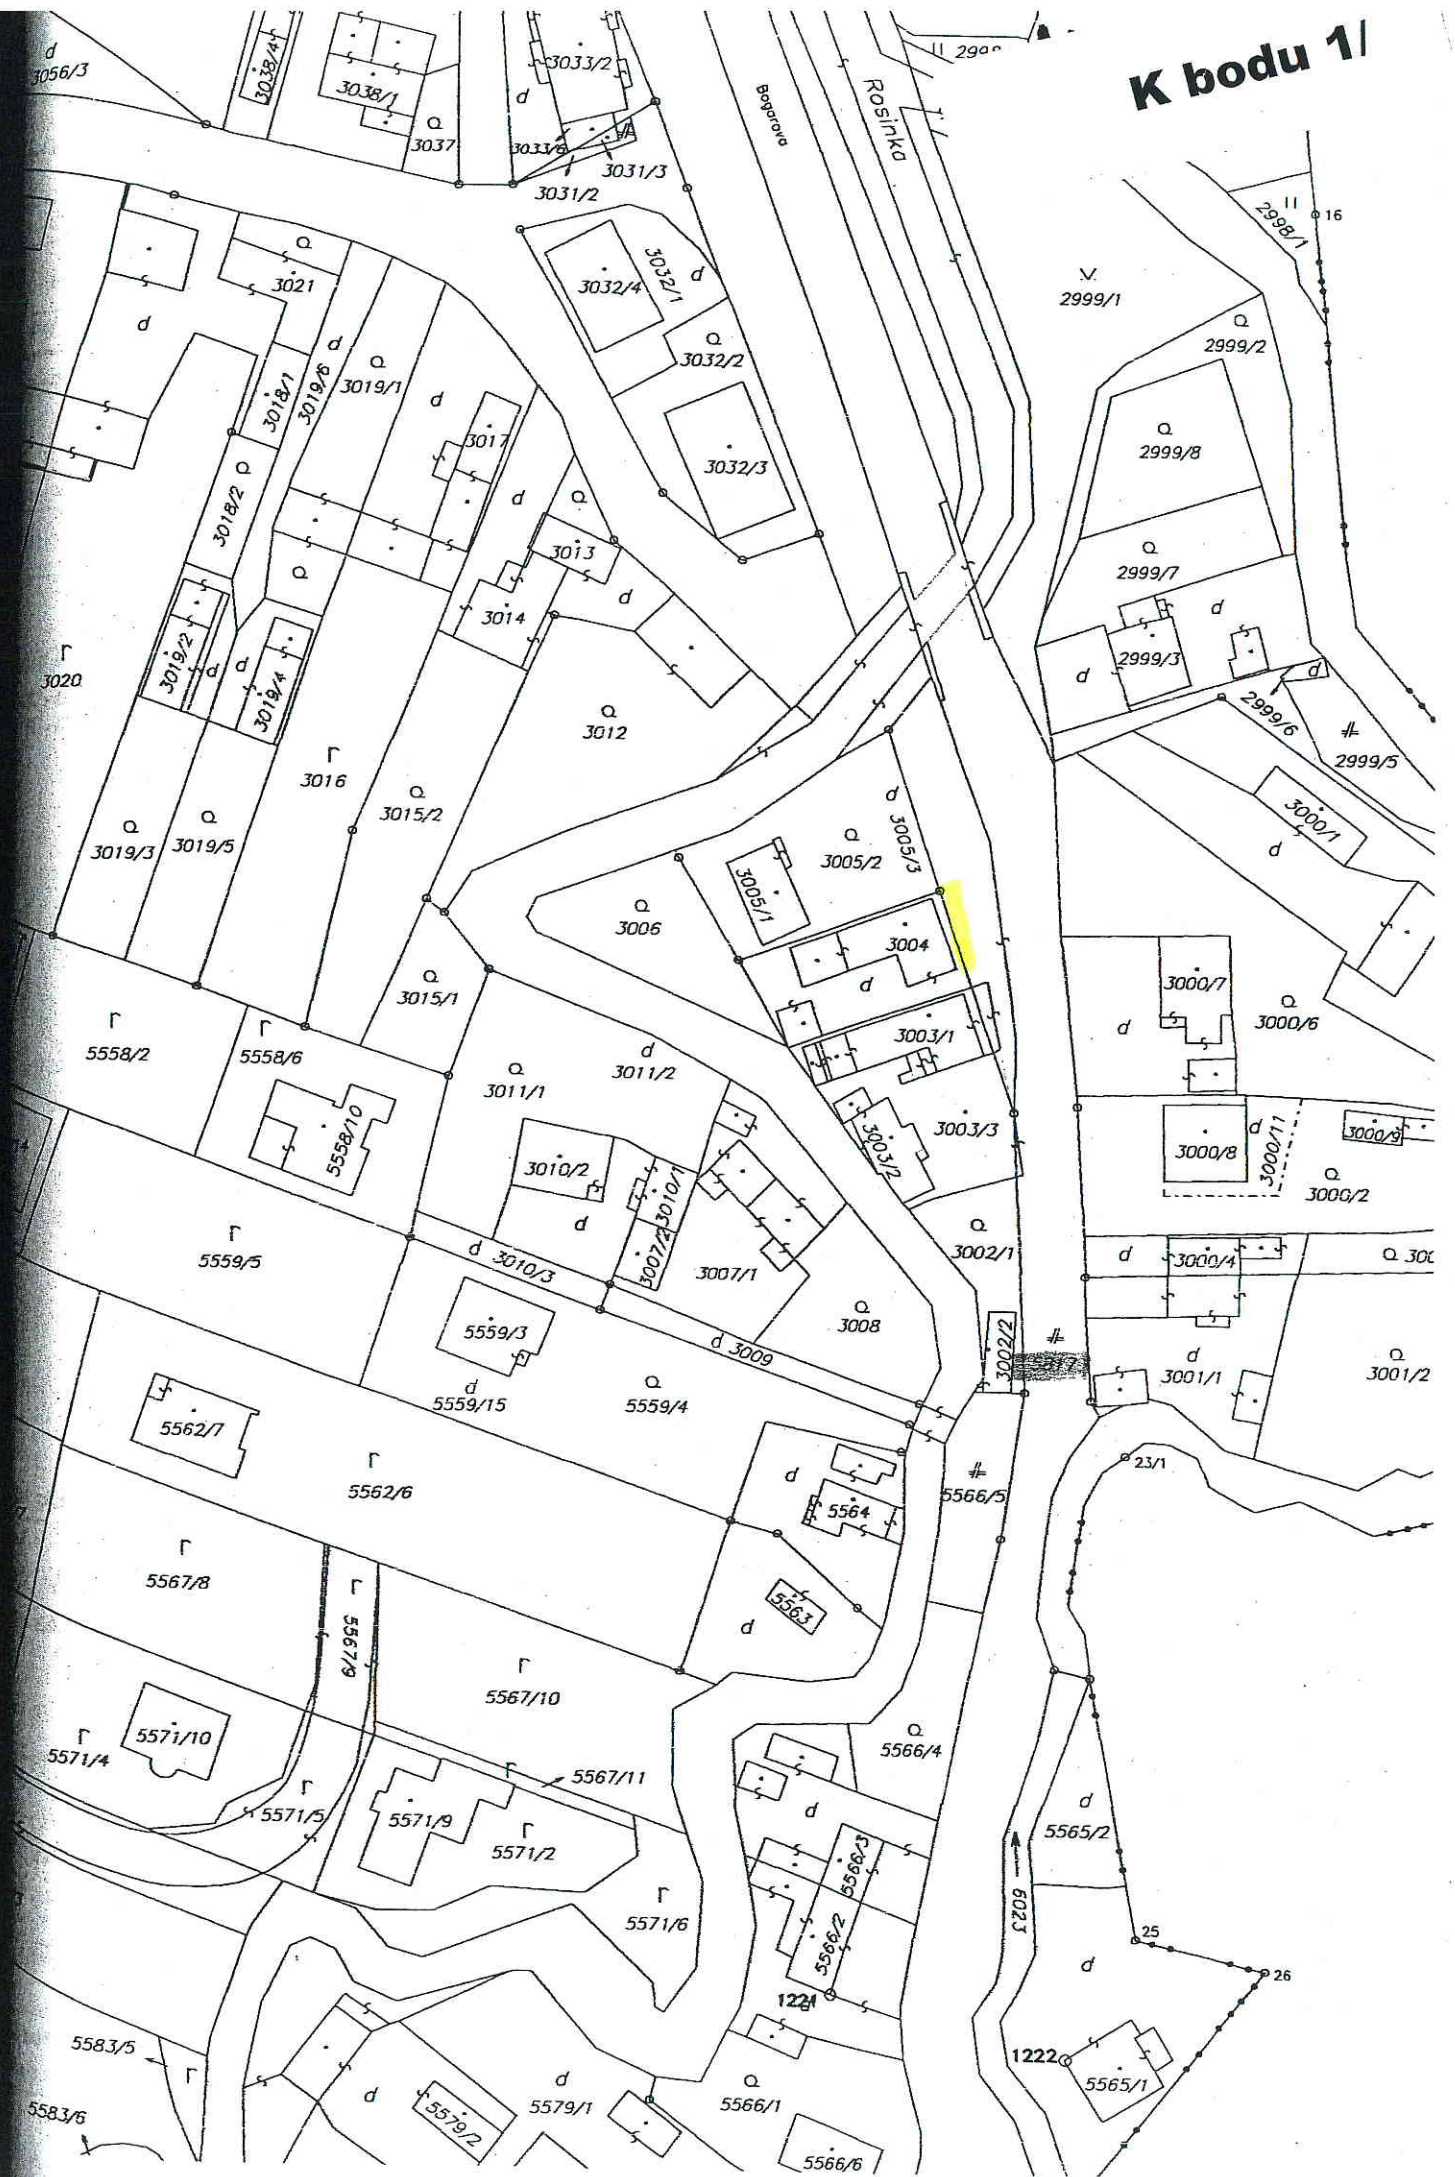 K bodu 1/
d
3056/3
3038/4
3038/1
Q
3037
3033/2
d
3031/3
3031/2
Bogorova
Rosinka
II
2998/1
16
V
2999/1
Q
2999/2
Q
3021
d
3032/4
3032/1
d
Q
3032/2
3032/3
d
3018/1
3019/6
d
Q
3019/1
d
3017
d
Q
3018/2
Q
Q
3013
3014
d
Q
2999/8
Q
2999/7
d
2999/3
d
d
2999/6
2999/5
Г
3020
3019/2
d
d
3019/4
Г
3016
Q
3015/2
Q
3012
d
3005/3
Q
3005/2
3005/1
3000/1
d
Q
3019/3
Q
3019/5
Q
3006
3004
d
Q
3015/1
3003/1
3000/7
d
Q
3000/6
Г
5558/2
Г
5558/6
5558/10
Q
3011/1
d
3011/2
3003/3
3003/2
3000/8
d
3000/11
3000/9
Q
3000/2
3010/2
d
3010/1
3007/2
3007/1
d 3010/3
Q
3002/1
d
3000/4
Q 300
Г
5559/5
5559/3
d
5559/15
Q
5559/4
d 3009
Q
3008
3002/2
d
3001/1
Q
3001/2
5562/7
Г
5562/6
d
5564
5566/5
23/1
5563
d
Г
5567/8
Г
5567/9
Г
5567/10
Г
5571/4
5571/10
Г
5571/5
5571/9
Г
5567/11
Г
5571/2
Г
5571/6
Q
5566/4
d
5566/3
5566/2
1221
d
5565/2
6023
25
26
d
1222
5565/1
5583/5
Г
5583/6
d
5579/2
d
5579/1
Q
5566/1
5566/6